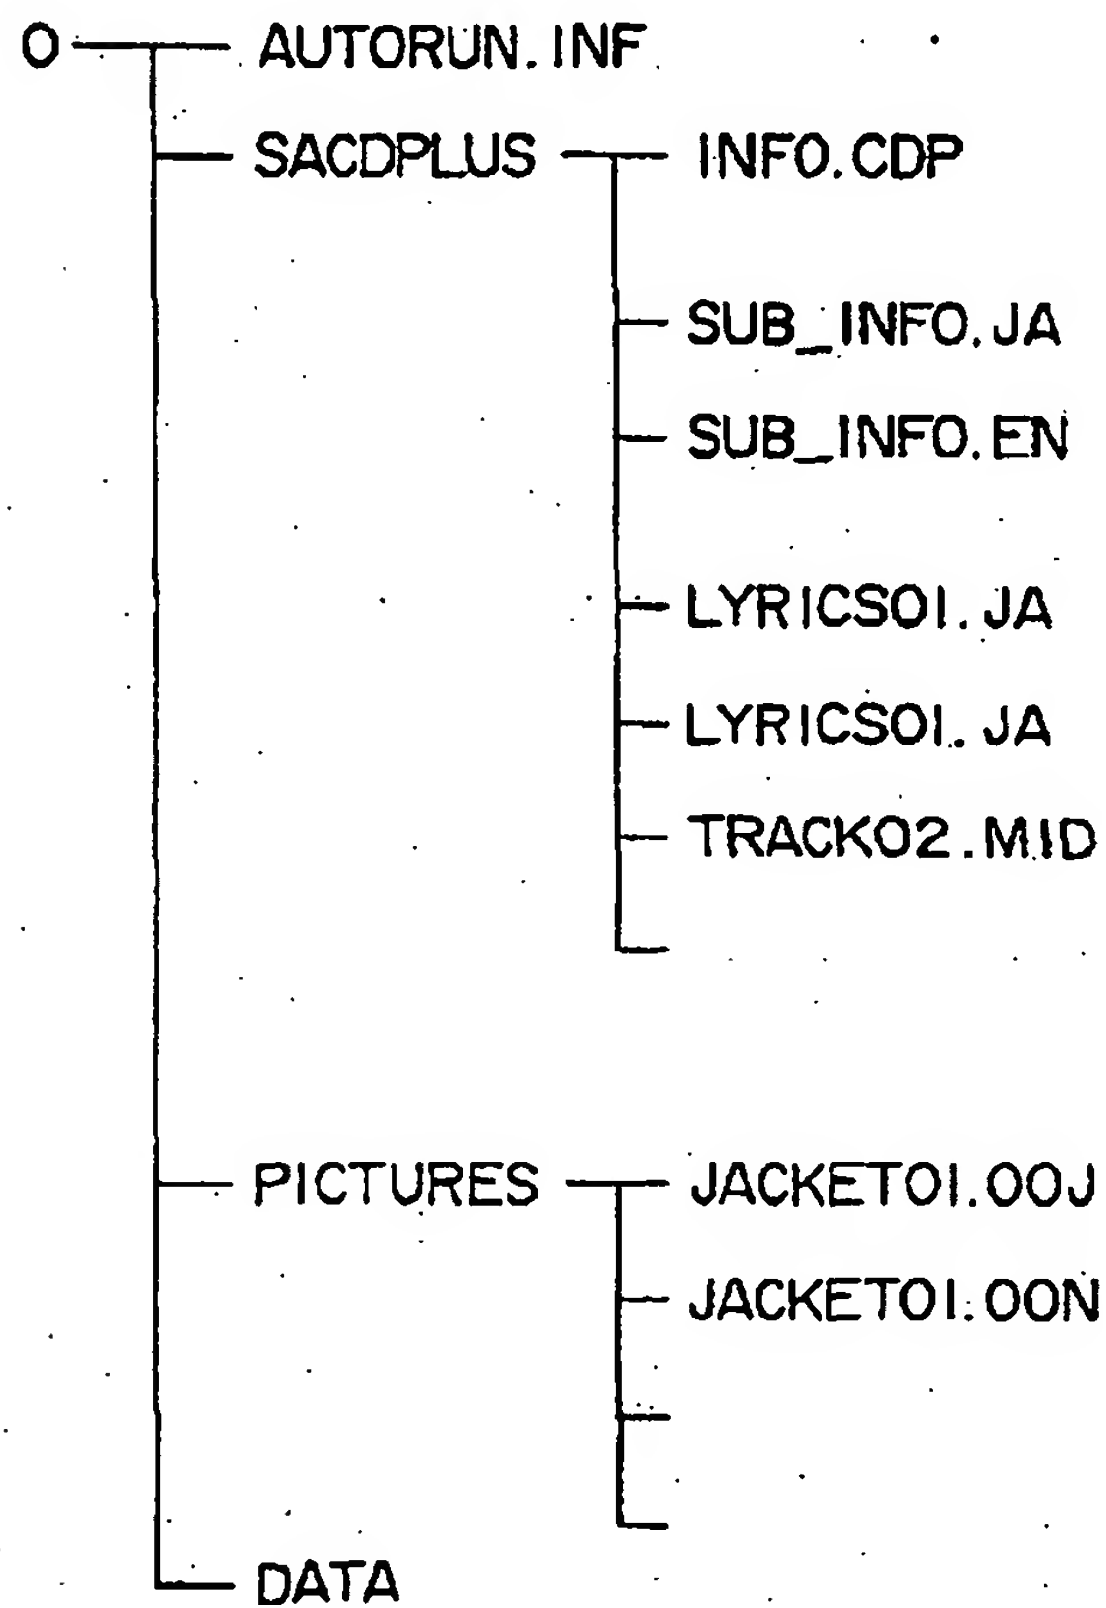 O AUTORUN.INF
SACDPLUS INFO.CDP
SUB_INFO.JA
SUB_INFO.EN
LYRICS01.JA
LYRICS01.JA
TRACK02.MID
PICTURES JACKET01.00J
JACKET01.00N
DATA